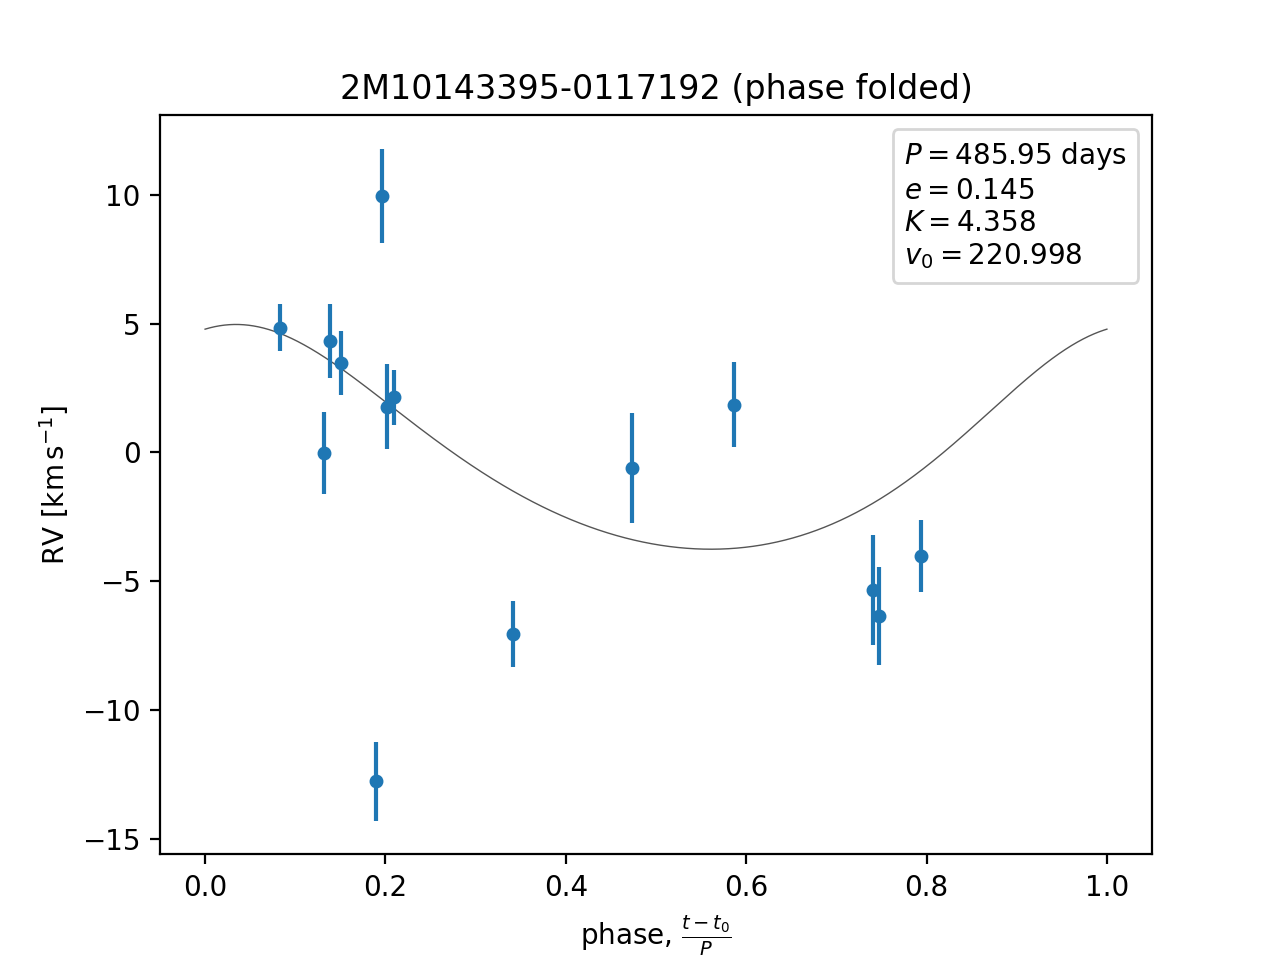 2M10143395-0117192 (phase folded)
P = 485.95 days
e = 0.145
K = 4.358
v₀ = 220.998
RV [km s⁻¹]
10
5
0
−5
−10
−15
0.0 0.2 0.4 0.6 0.8 1.0
phase, (t − t₀)/P